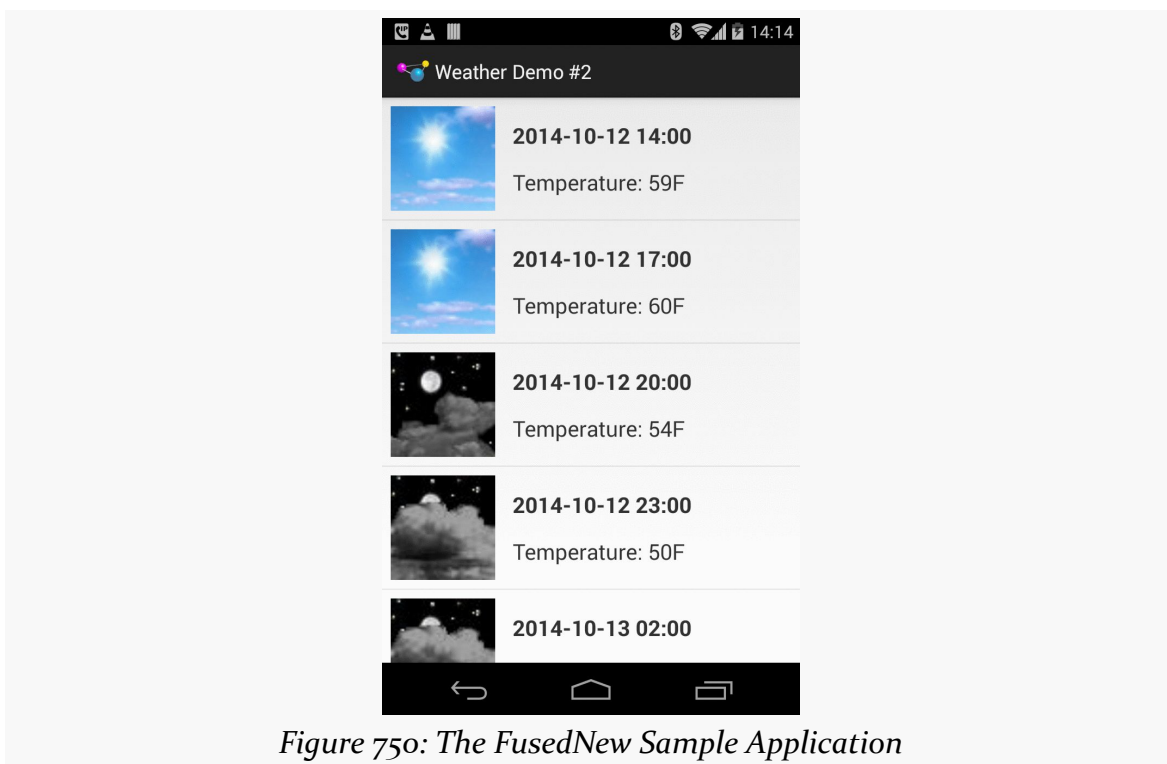 14:14
Weather Demo #2
2014-10-12 14:00
Temperature: 59F
2014-10-12 17:00
Temperature: 60F
2014-10-12 20:00
Temperature: 54F
2014-10-12 23:00
Temperature: 50F
2014-10-13 02:00
Figure 750: The FusedNew Sample Application